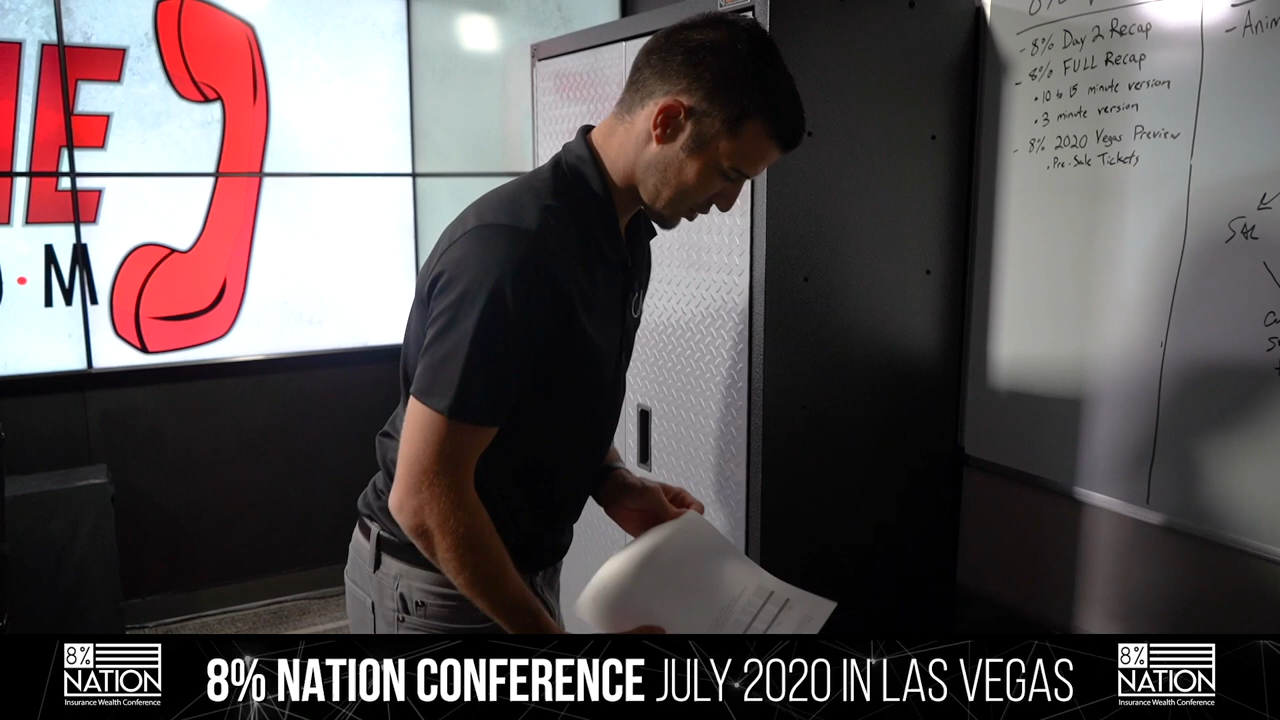 NE
O•M
- 8% Day 2 Recap
- 8% FULL Recap
• 10 to 15 minute version
• 3 minute version
- 8% 2020 Vegas Preview
• Pre-Sale Tickets
8%
NATION
Insurance Wealth Conference
8% NATION CONFERENCE JULY 2020 IN LAS VEGAS
8%
NATION
Insurance Wealth Conference